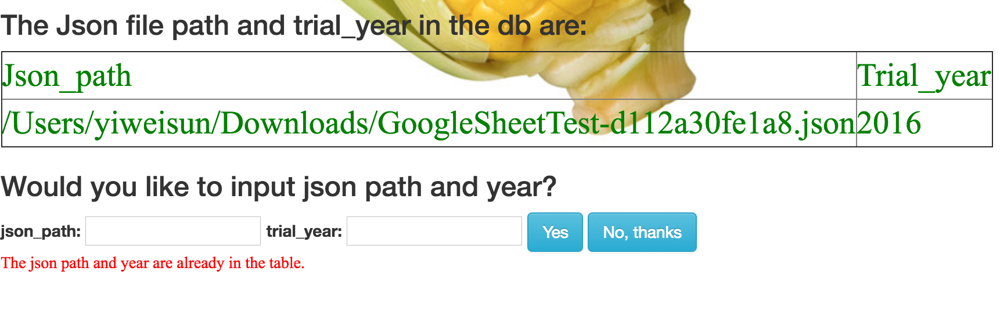 The Json file path and trial_year in the db are:
Json_path Trial_year
/Users/yiweisun/Downloads/GoogleSheetTest-d112a30fe1a8.json 2016
Would you like to input json path and year?
json_path: trial_year: Yes No, thanks
The json path and year are already in the table.